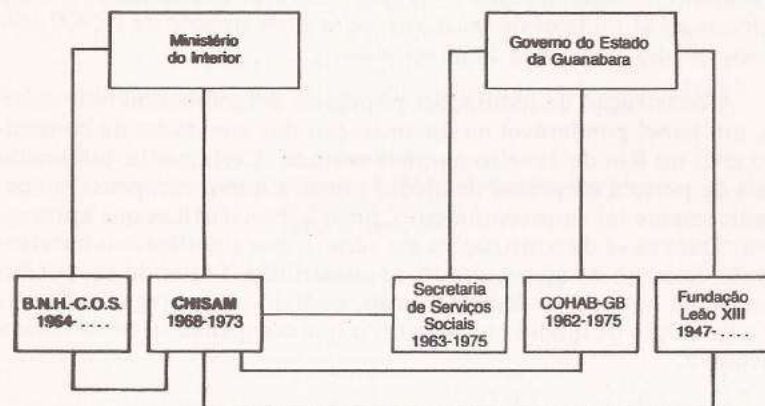 Ministério
do Interior
Governo do Estado
da Guanabara
B.N.H.-C.O.S.
1964-.....
CHISAM
1968-1973
Secretaria
de Serviços
Sociais
1963-1975
COHAB-GB
1962-1975
Fundação
Leão XIII
1947-.....